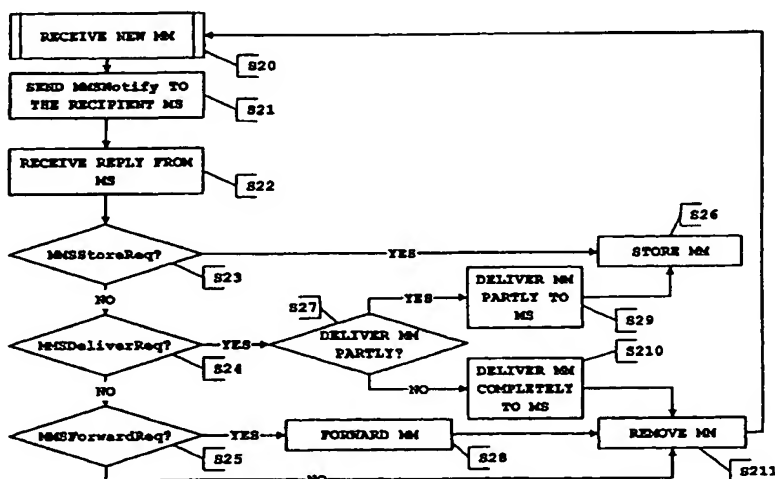 RECEIVE NEW MM
S20
SEND MMSNotify TO
THE RECIPIENT MS
S21
RECEIVE REPLY FROM
MS
S22
MMSStoreReq?
S23
YES
S26
STORE MM
NO
MMSDeliverReq?
S24
YES
S27
DELIVER MM
PARTLY?
YES
DELIVER MM
PARTLY TO
MS
S29
NO
DELIVER MM
COMPLETELY
TO MS
S210
NO
MMSForwardReq?
S25
YES
FORWARD MM
S28
REMOVE MM
S211
NO